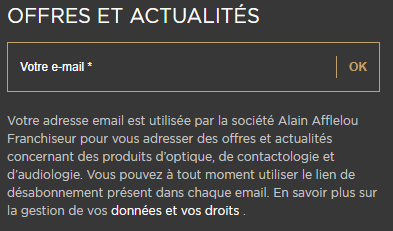 OFFRES ET ACTUALITÉS
Votre e-mail * OK
Votre adresse email est utilisée par la société Alain Afflelou
Franchiseur pour vous adresser des offres et actualités
concernant des produits d'optique, de contactologie et
d'audiologie. Vous pouvez à tout moment utiliser le lien de
désabonnement présent dans chaque email. En savoir plus sur
la gestion de vos données et vos droits .